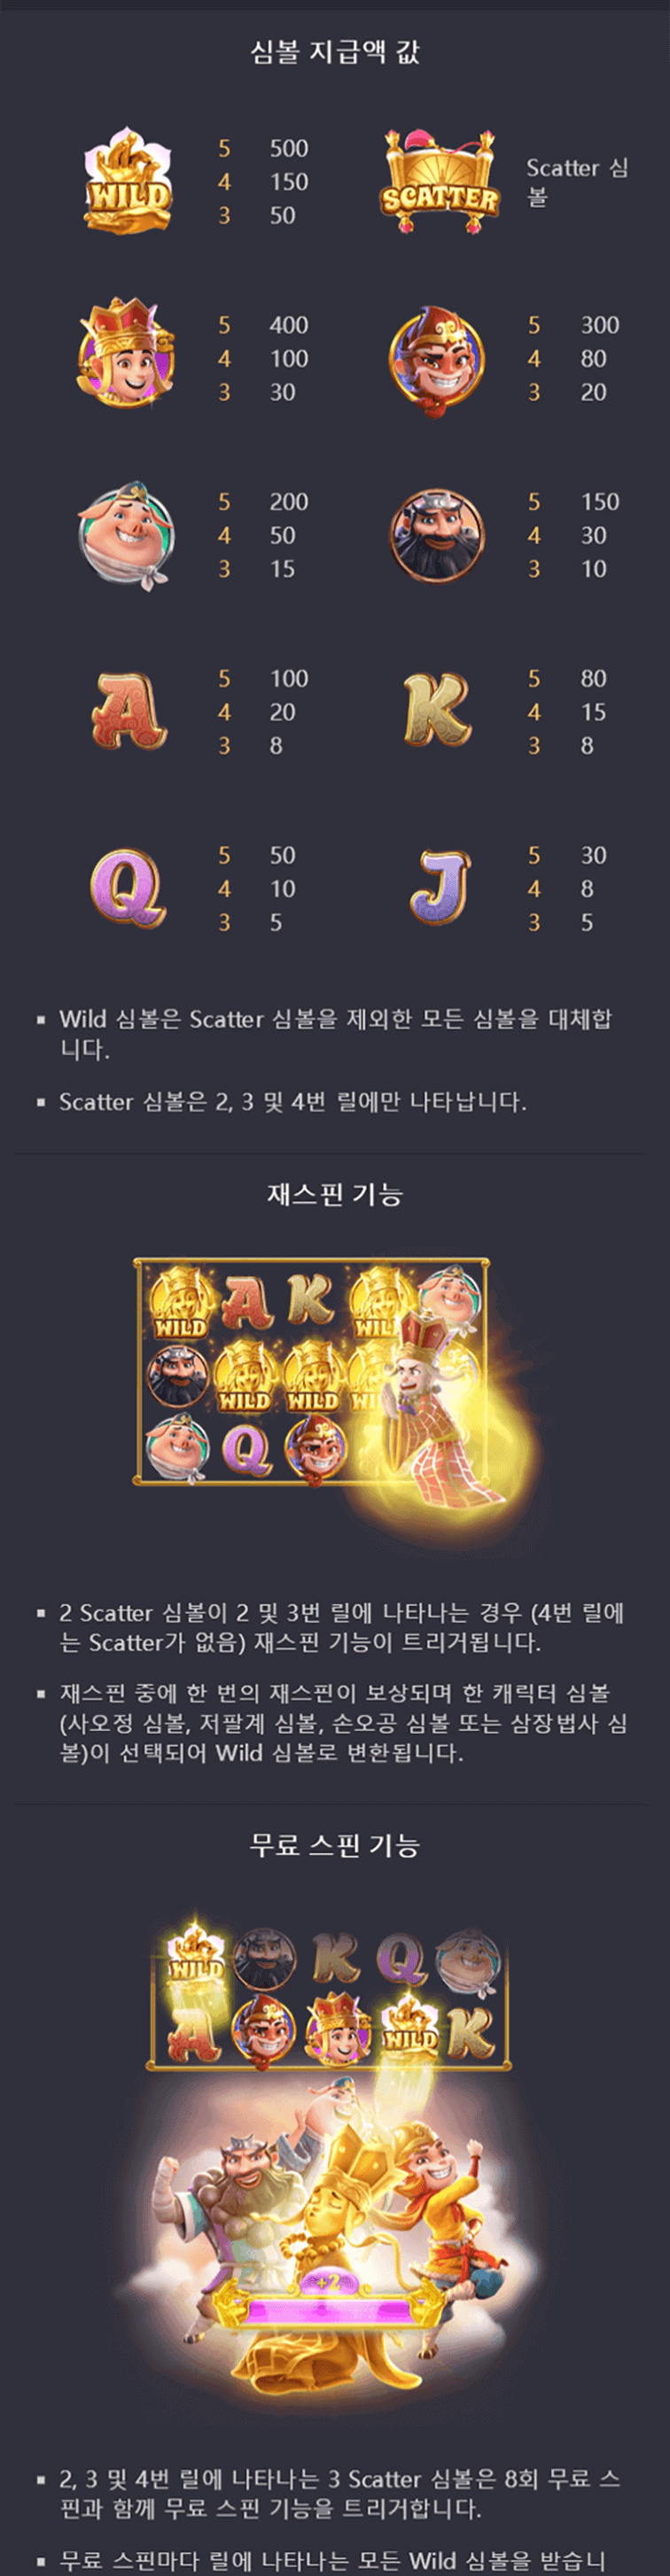 심볼 지급액 값
WILD
5 500
4 150
3 50
SCATTER
Scatter 심
볼
5 400
4 100
3 30
5 300
4 80
3 20
5 200
4 50
3 15
5 150
4 30
3 10
A
5 100
4 20
3 8
K
5 80
4 15
3 8
Q
5 50
4 10
3 5
J
5 30
4 8
3 5
▪ Wild 심볼은 Scatter 심볼을 제외한 모든 심볼을 대체합
니다.
▪ Scatter 심볼은 2, 3 및 4번 릴에만 나타납니다.
재스핀 기능
WILD A K WILD
WILD WILD WI
Q
▪ 2 Scatter 심볼이 2 및 3번 릴에 나타나는 경우 (4번 릴에
는 Scatter가 없음) 재스핀 기능이 트리거됩니다.
▪ 재스핀 중에 한 번의 재스핀이 보상되며 한 캐릭터 심볼
(사오정 심볼, 저팔계 심볼, 손오공 심볼 또는 삼장법사 심
볼)이 선택되어 Wild 심볼로 변환됩니다.
무료 스핀 기능
WILD K Q
A WILD K
+2
▪ 2, 3 및 4번 릴에 나타나는 3 Scatter 심볼은 8회 무료 스
핀과 함께 무료 스핀 기능을 트리거합니다.
▪ 무료 스핀마다 릴에 나타나는 모든 Wild 심볼을 받습니